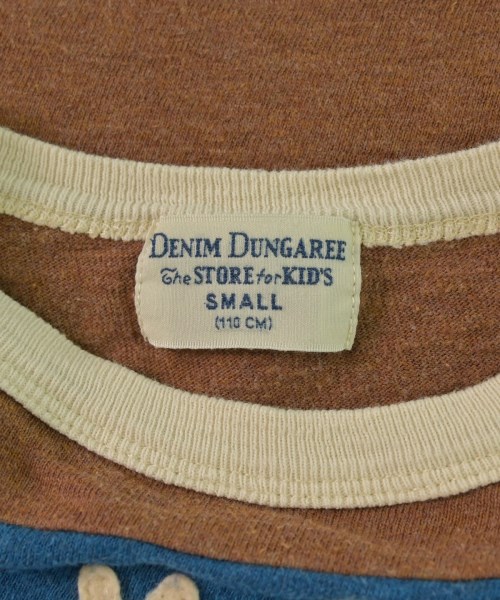 DENIM DUNGAREE
The STORE for KID'S
SMALL
(110 CM)